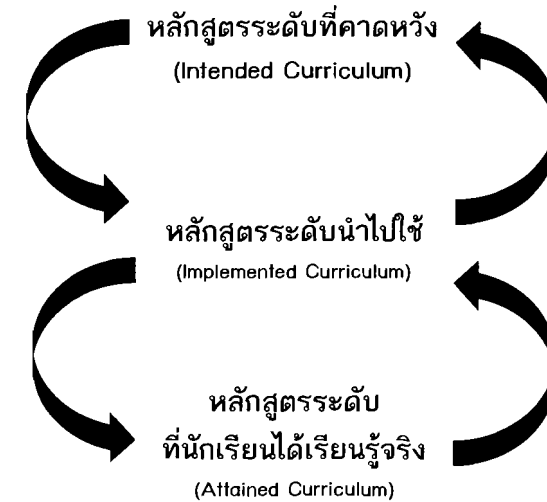 หลักสูตรระดับที่คาดหวัง
(Intended Curriculum)
หลักสูตรระดับนำไปใช้
(Implemented Curriculum)
หลักสูตรระดับ
ที่นักเรียนได้เรียนรู้จริง
(Attained Curriculum)